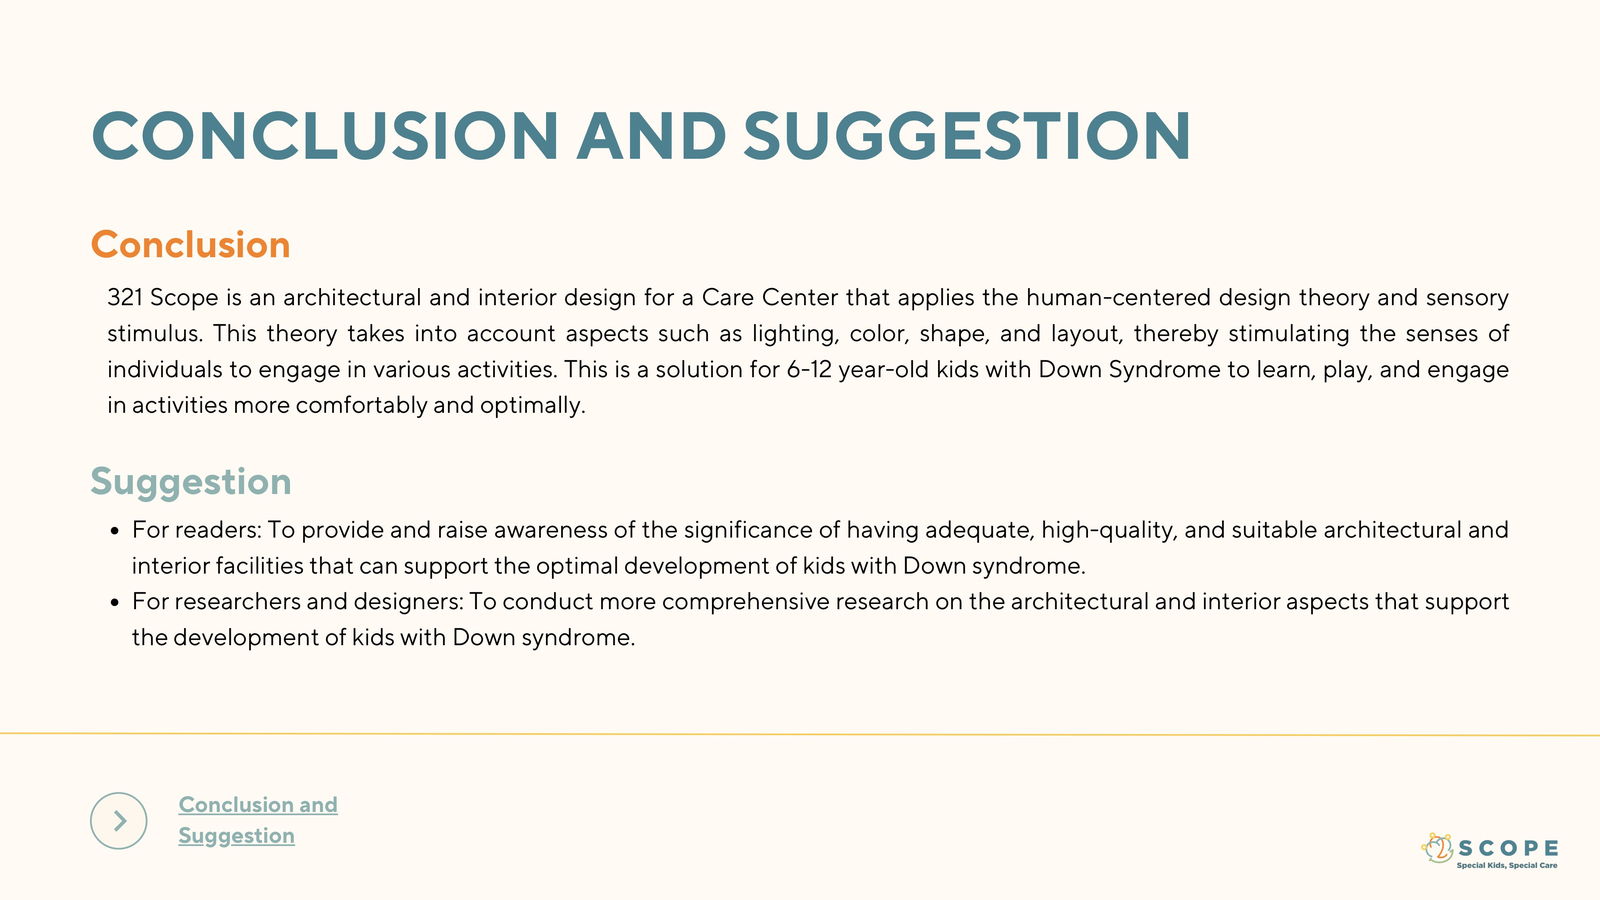 CONCLUSION AND SUGGESTION
Conclusion
321 Scope is an architectural and interior design for a Care Center that applies the human-centered design theory and sensory
stimulus. This theory takes into account aspects such as lighting, color, shape, and layout, thereby stimulating the senses of
individuals to engage in various activities. This is a solution for 6-12 year-old kids with Down Syndrome to learn, play, and engage
in activities more comfortably and optimally.
Suggestion
• For readers: To provide and raise awareness of the significance of having adequate, high-quality, and suitable architectural and
interior facilities that can support the optimal development of kids with Down syndrome.
• For researchers and designers: To conduct more comprehensive research on the architectural and interior aspects that support
the development of kids with Down syndrome.
Conclusion and
Suggestion
SCOPE
Special Kids, Special Care